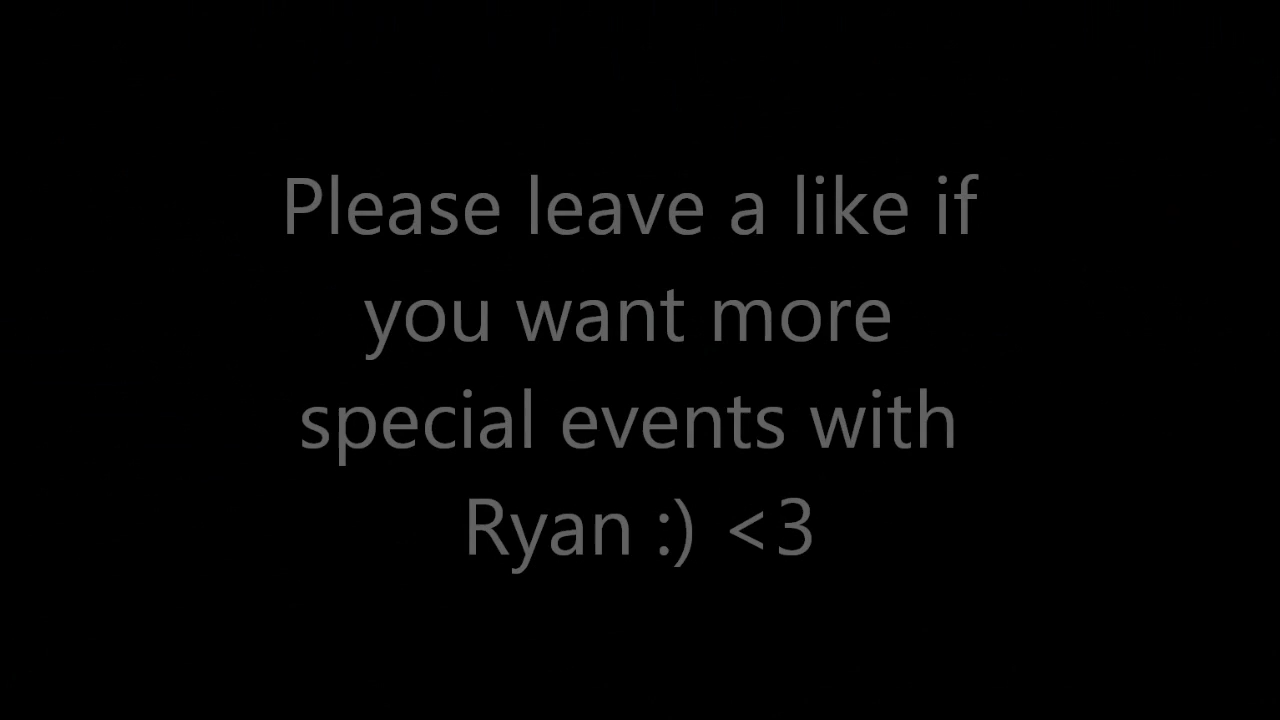 Please leave a like if
you want more
special events with
Ryan :) <3